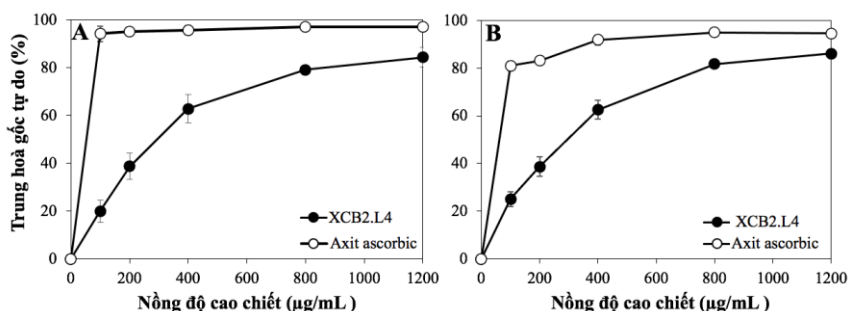 Trung hoà gốc tự do (%)
100
80
60
40
20
0
A
XCB2.L4
Axit ascorbic
0 200 400 800 1000 1200
Nồng độ cao chiết (µg/mL )
100
80
60
40
20
0
B
XCB2.L4
Axit ascorbic
0 200 400 600 800 1000 1200
Nồng độ cao chiết (µg/mL )